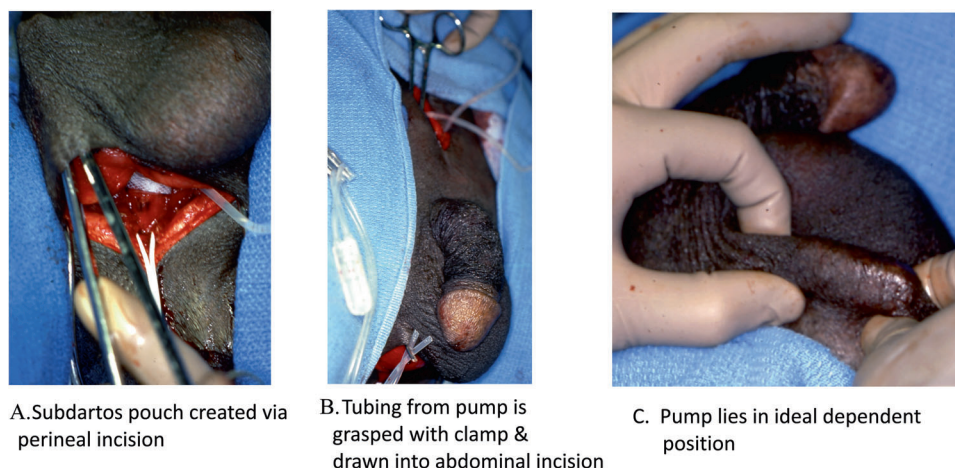 A.Subdartos pouch created via
perineal incision
B.Tubing from pump is
grasped with clamp &
drawn into abdominal incision
C. Pump lies in ideal dependent
position